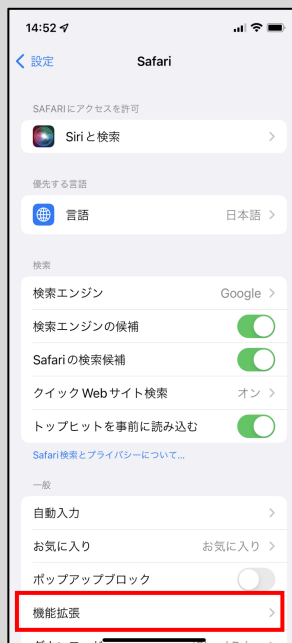 14:52
設定
Safari
SAFARIにアクセスを許可
Siriと検索
優先する言語
言語 日本語
検索
検索エンジン Google
検索エンジンの候補
Safariの検索候補
クイックWebサイト検索 オン
トップヒットを事前に読み込む
Safari検索とプライバシーについて...
一般
自動入力
お気に入り お気に入り
ポップアップブロック
機能拡張